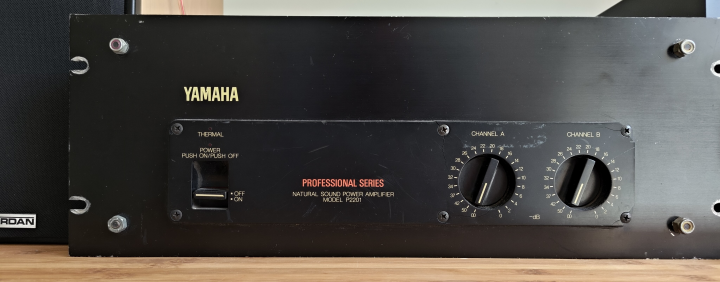 YAMAHA
THERMAL
POWER
PUSH ON/PUSH OFF
OFF
ON
PROFESSIONAL SERIES
NATURAL SOUND POWER AMPLIFIER
MODEL P2201
CHANNEL A
CHANNEL B
-dB
RDAN